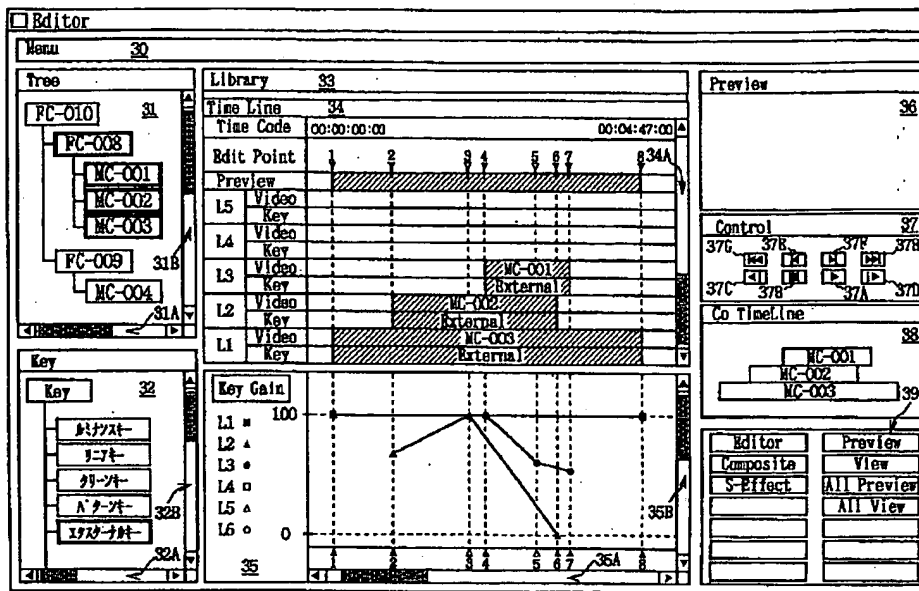 Editor
Menu 30
Tree
31
FC-010
FC-008
MC-001
MC-002
MC-003
31B
FC-009
MC-004
31A
Key
Key 32
ルミナンスキー
リニアキー
クリーンキー
パターンキー
エクスターナルキー
32B
32A
Library 33
Time Line 34
Time Code 00:00:00:00 00:04:47:00
34A
Edit Point 1 2 3 4 5 6 7 8
Preview
L5 Video
Key
L4 Video
Key
L3 Video MC-001
Key External
L2 Video MC-002
Key External
L1 Video MC-003
Key External
Key Gain
100
L1
L2
L3
L4
L5
L6
0
35
35B
1 2 3 4 5 6 7 8
35A
Preview
36
Control 37
37G 37E 37F 37H
37C 37B 37A 37D
Co TimeLine
38
MC-001
MC-002
MC-003
39
Editor Preview
Composite View
S-Effect All Preview
All View